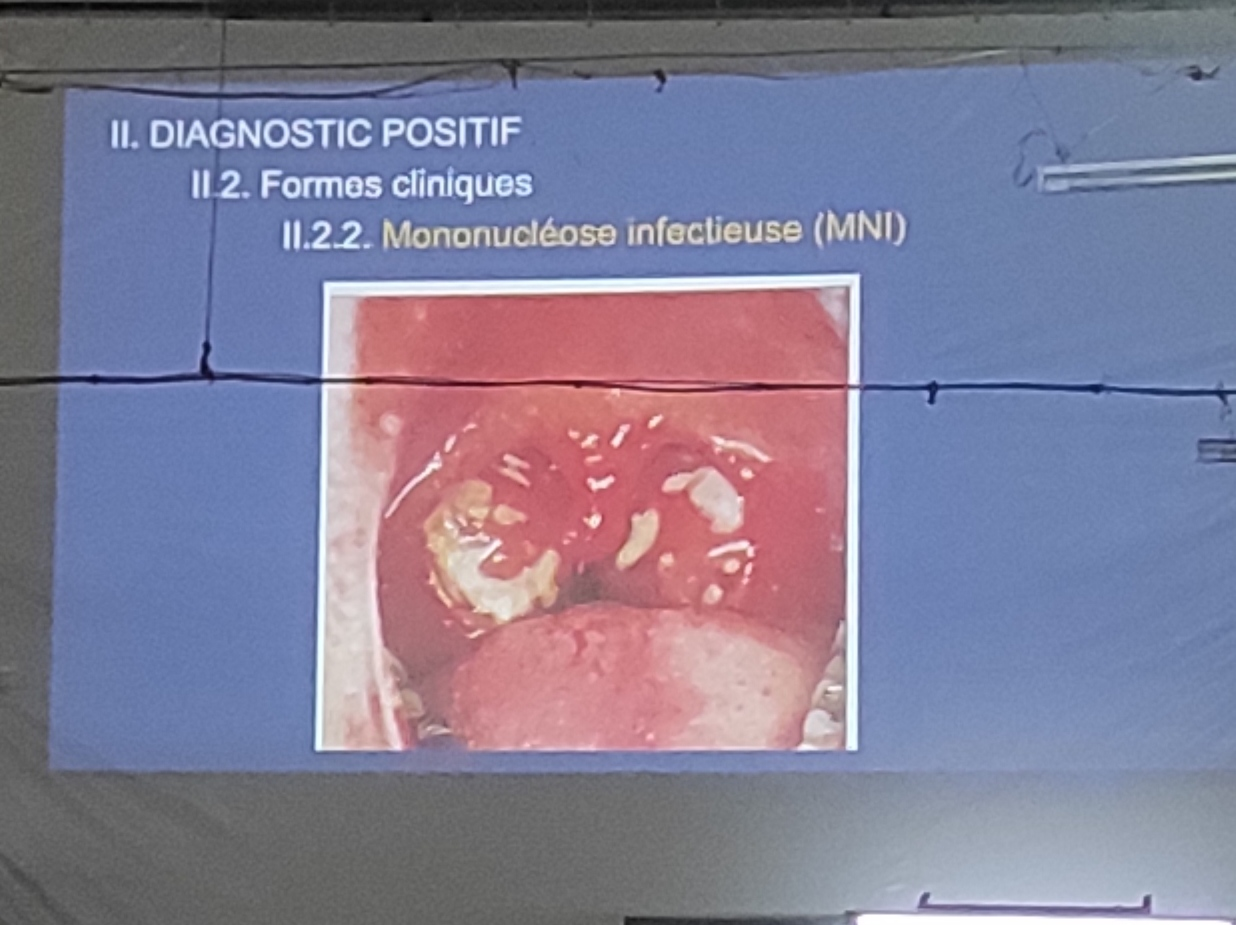 II. DIAGNOSTIC POSITIF
II.2. Formes cliniques
II.2.2. Mononucléose infectieuse (MNI)